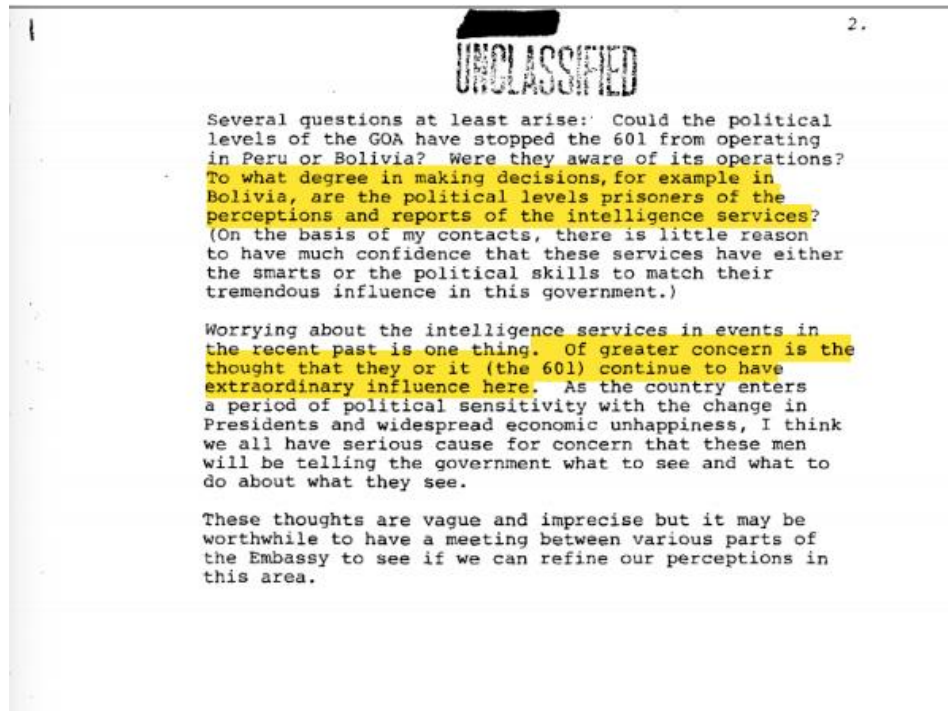 2.
UNCLASSIFIED
Several questions at least arise: Could the political
levels of the GOA have stopped the 601 from operating
in Peru or Bolivia? Were they aware of its operations?
To what degree in making decisions, for example in
Bolivia, are the political levels prisoners of the
perceptions and reports of the intelligence services?
(On the basis of my contacts, there is little reason
to have much confidence that these services have either
the smarts or the political skills to match their
tremendous influence in this government.)
Worrying about the intelligence services in events in
the recent past is one thing. Of greater concern is the
thought that they or it (the 601) continue to have
extraordinary influence here. As the country enters
a period of political sensitivity with the change in
Presidents and widespread economic unhappiness, I think
we all have serious cause for concern that these men
will be telling the government what to see and what to
do about what they see.
These thoughts are vague and imprecise but it may be
worthwhile to have a meeting between various parts of
the Embassy to see if we can refine our perceptions in
this area.